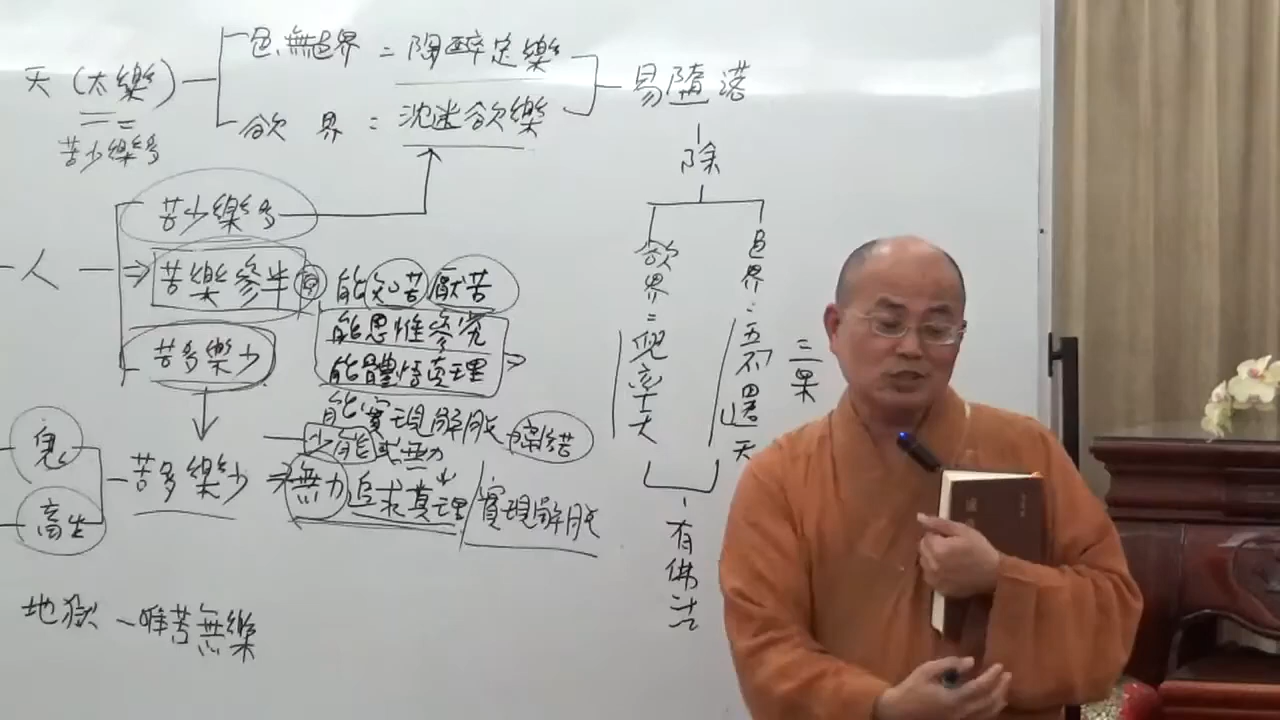 色、無色界 = 陶醉定樂
天(太樂)
易墮落
欲 界 = 沈迷欲樂
苦少樂多
除
苦少樂多
人 ⇒ 苦樂參半
能知苦 厭苦
能思惟參究
能體悟真理
苦多樂少
能實現解脫
少能或無力
鬼
畜生
苦多樂少 ⇒ 無力追求真理 實現解脫
欲界 = 兜率天
色界 = 五不還天
三果
有佛法
地獄 - 唯苦無樂